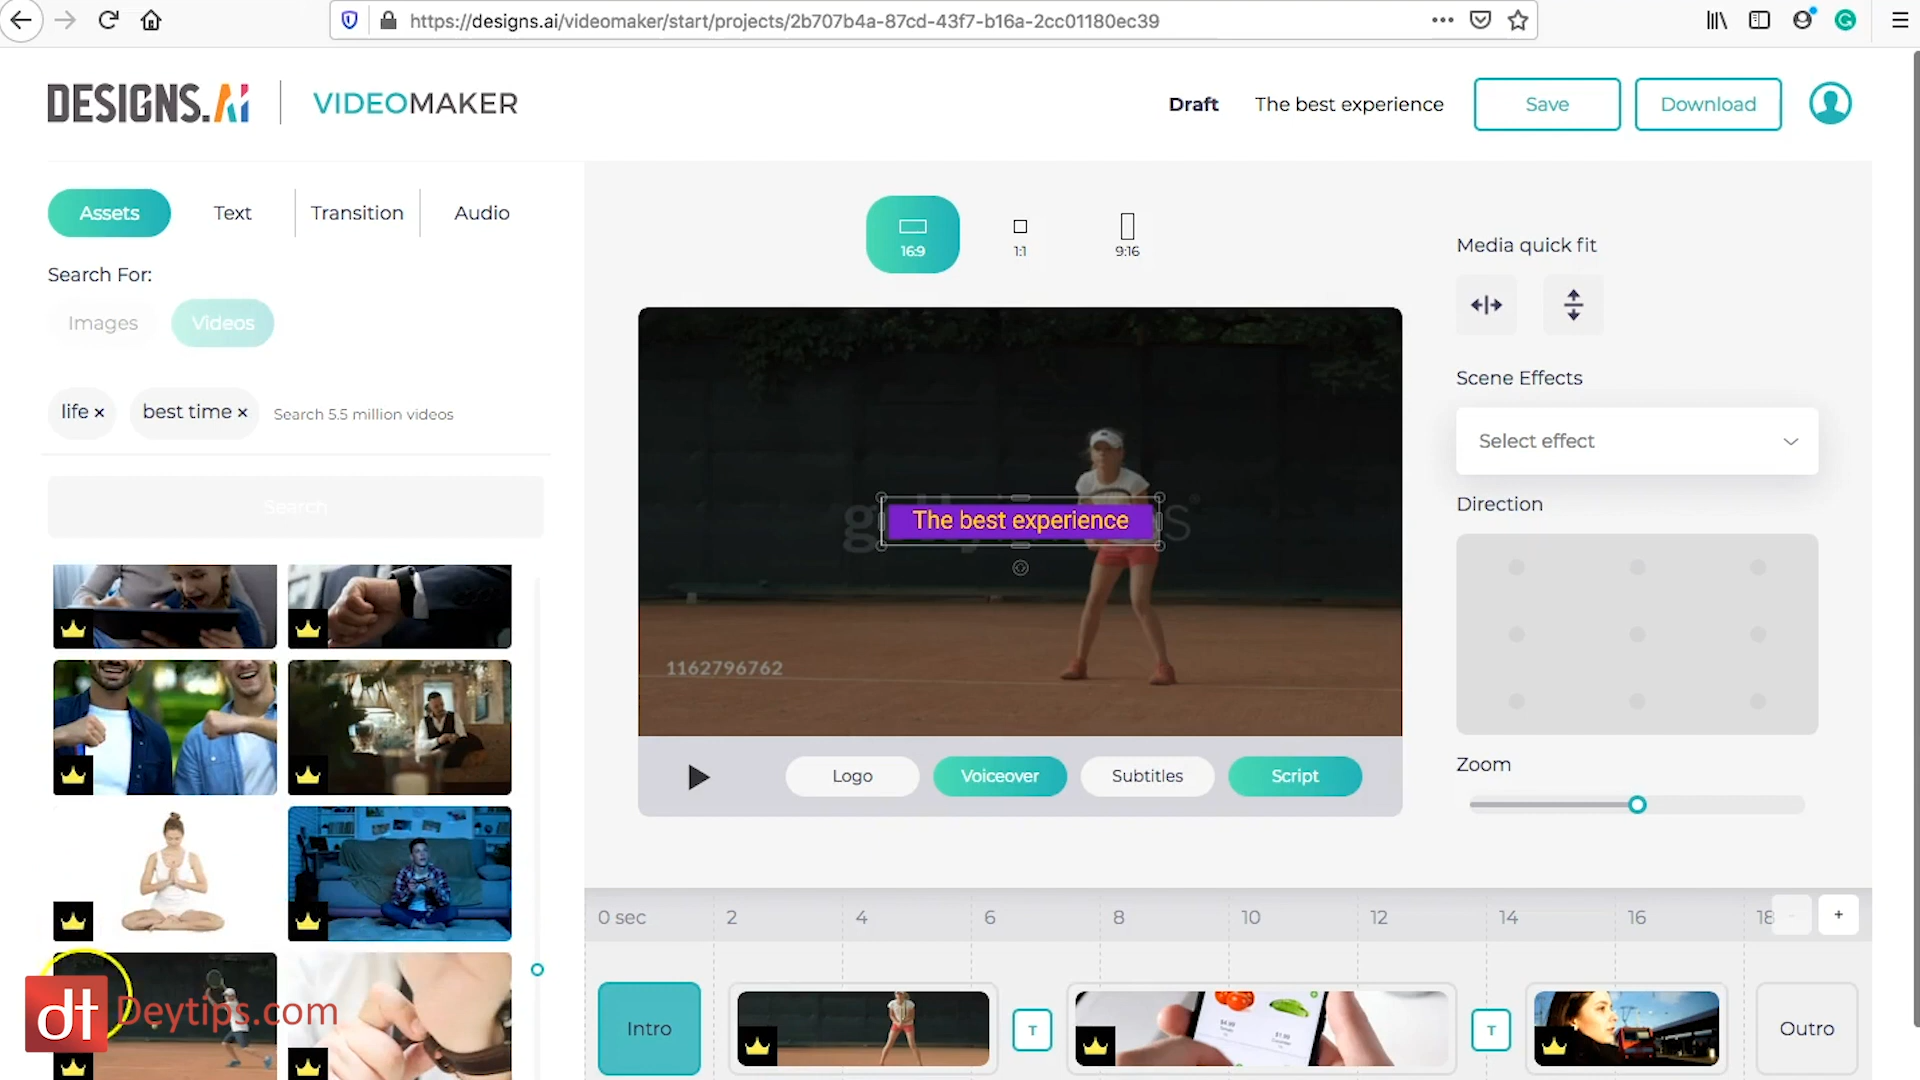 https://designs.ai/videomaker/start/projects/2b707b4a-87cd-43f7-b16a-2cc01180ec39
DESIGNS.AI
VIDEOMAKER
Draft
The best experience
Save
Download
Assets
Text
Transition
Audio
Search For:
Images
Videos
life ×
best time ×
Search 5.5 million videos
Search
16:9
1:1
9:16
The best experience
1162796762
Logo
Voiceover
Subtitles
Script
Media quick fit
Scene Effects
Select effect
Direction
Zoom
0 sec
2
4
6
8
10
12
14
16
18
-
+
Intro
T
T
Outro
dt Deytips.com